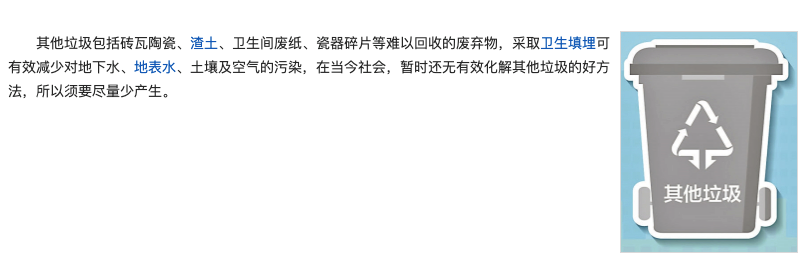 其他垃圾包括砖瓦陶瓷、渣土、卫生间废纸、瓷器碎片等难以回收的废弃物，采取卫生填埋可
有效减少对地下水、地表水、土壤及空气的污染，在当今社会，暂时还无有效化解其他垃圾的好方
法，所以须要尽量少产生。
其他垃圾